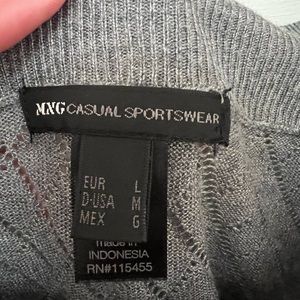 MNG CASUAL SPORTSWEAR
EUR L
D-USA M
MEX G
made in
INDONESIA
RN#115455